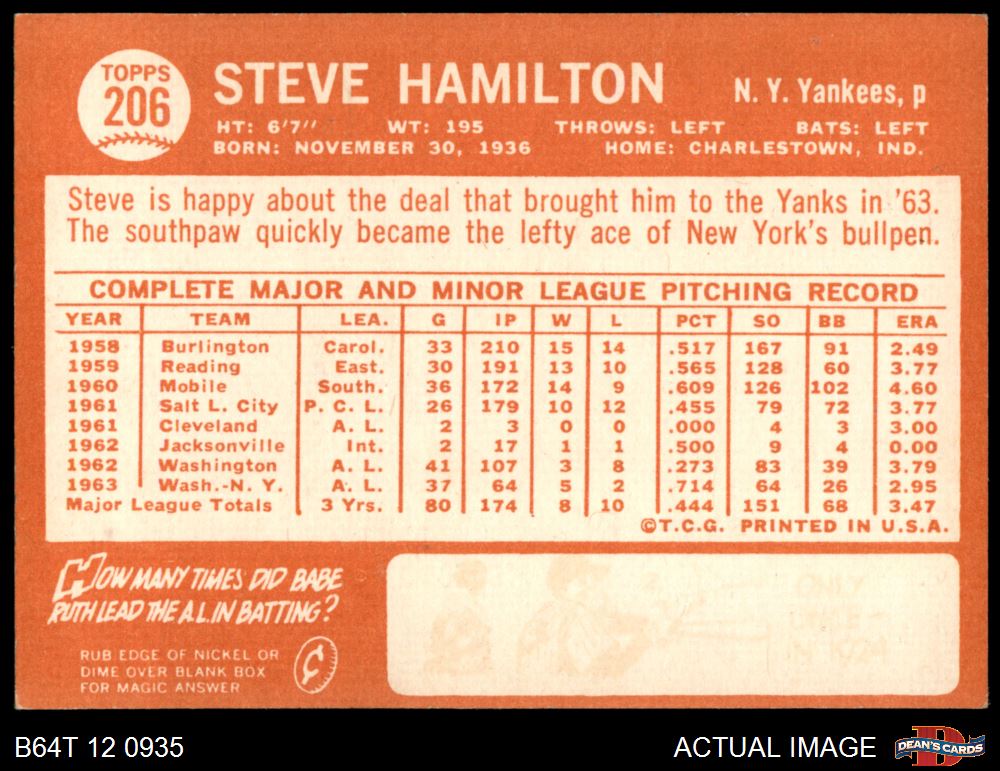 TOPPS
206
STEVE HAMILTON
N. Y. Yankees, p
HT: 6'7" WT: 195 THROWS: LEFT BATS: LEFT
BORN: NOVEMBER 30, 1936 HOME: CHARLESTOWN, IND.
Steve is happy about the deal that brought him to the Yanks in '63.
The southpaw quickly became the lefty ace of New York's bullpen.
COMPLETE MAJOR AND MINOR LEAGUE PITCHING RECORD
YEAR TEAM LEA. G IP W L PCT SO BB ERA
1958 Burlington Carol. 33 210 15 14 .517 167 91 2.49
1959 Reading East. 30 191 13 10 .565 128 60 3.77
1960 Mobile South. 36 172 14 9 .609 126 102 4.60
1961 Salt L. City P. C. L. 26 179 10 12 .455 79 72 3.77
1961 Cleveland A. L. 2 3 0 0 .000 4 3 3.00
1962 Jacksonville Int. 2 17 1 1 .500 9 4 0.00
1962 Washington A. L. 41 107 3 8 .273 83 39 3.79
1963 Wash.-N. Y. A. L. 37 64 5 2 .714 64 26 2.95
Major League Totals 3 Yrs. 80 174 8 10 .444 151 68 3.47
©T.C.G. PRINTED IN U.S.A.
HOW MANY TIMES DID BABE
RUTH LEAD THE A.L. IN BATTING?
RUB EDGE OF NICKEL OR
DIME OVER BLANK BOX
FOR MAGIC ANSWER
ONLY
1924
B64T 12 0935
ACTUAL IMAGE
DEAN'S CARDS